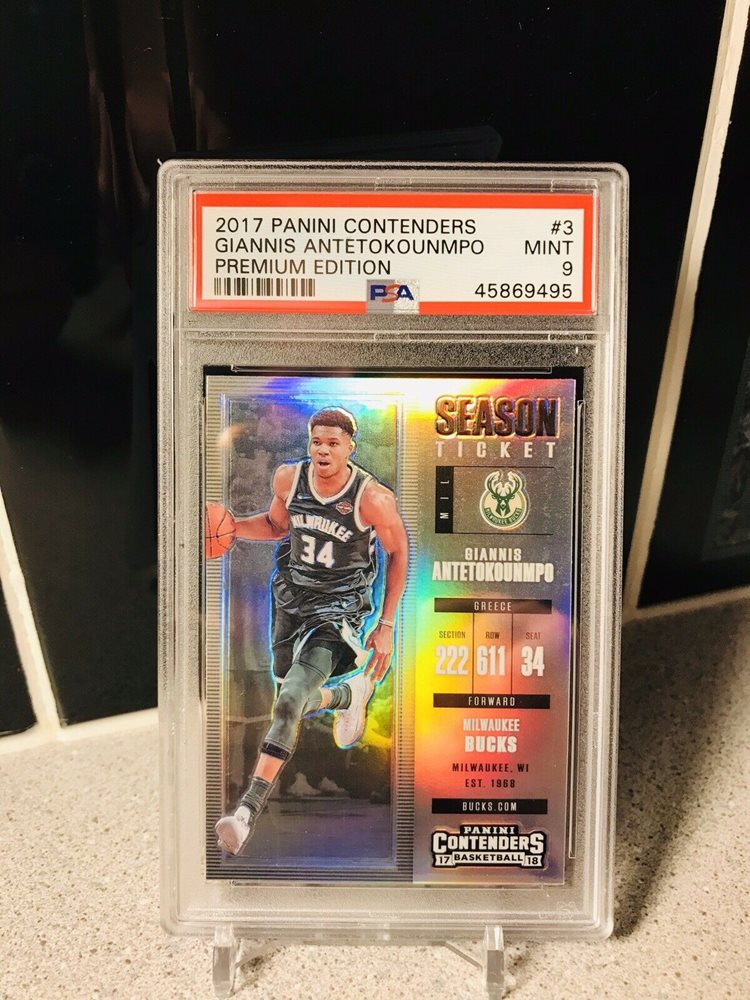 2017 PANINI CONTENDERS #3
GIANNIS ANTETOKOUNMPO MINT
PREMIUM EDITION 9
PSA 45869495
SEASON
TICKET
MIL
MILWAUKEE BUCKS
MILWAUKEE
34
GIANNIS
ANTETOKOUNMPO
GREECE
SECTION ROW SEAT
222 611 34
FORWARD
MILWAUKEE
BUCKS
MILWAUKEE, WI
EST. 1968
BUCKS.COM
PANINI
CONTENDERS
17 BASKETBALL 18